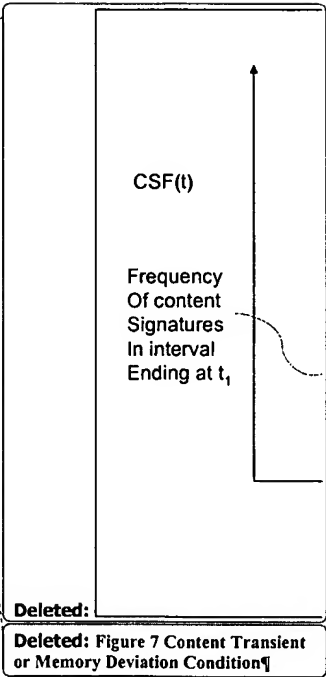 CSF(t)
Frequency
Of content
Signatures
In interval
Ending at t₁
Deleted:
Deleted: Figure 7 Content Transient
or Memory Deviation Condition¶